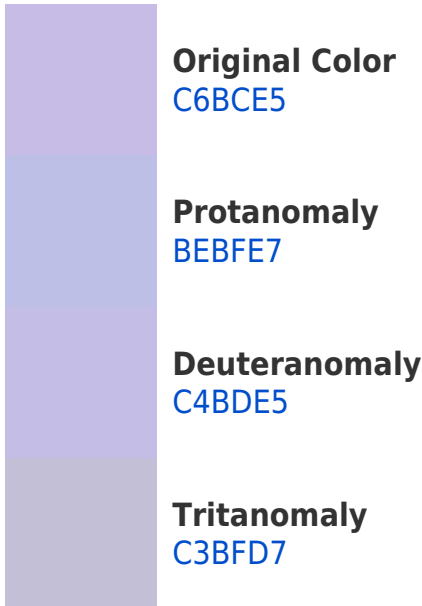 Original Color
C6BCE5
Protanomaly
BEBFE7
Deuteranomaly
C4BDE5
Tritanomaly
C3BFD7